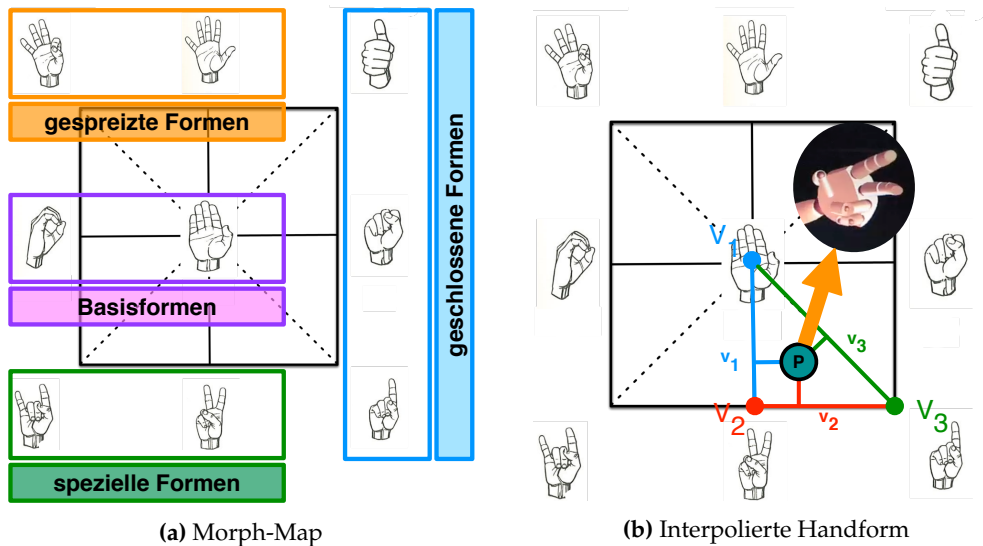 gespreizte Formen
Basisformen
spezielle Formen
geschlossene Formen
(a) Morph-Map
V1
v1
P
v3
V2
v2
V3
(b) Interpolierte Handform